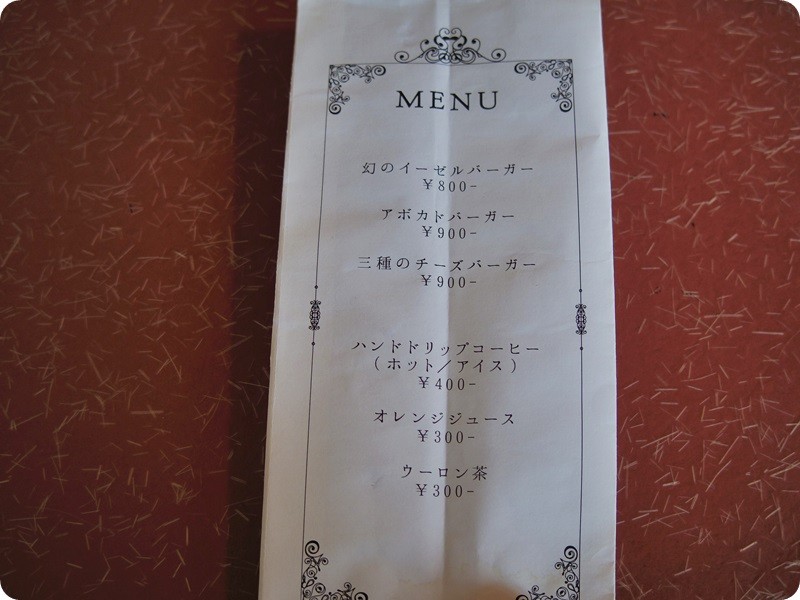 MENU
幻のイーゼルバーガー
￥800-
アボカドバーガー
￥900-
三種のチーズバーガー
￥900-
ハンドドリップコーヒー
（ホット／アイス）
￥400-
オレンジジュース
￥300-
ウーロン茶
￥300-